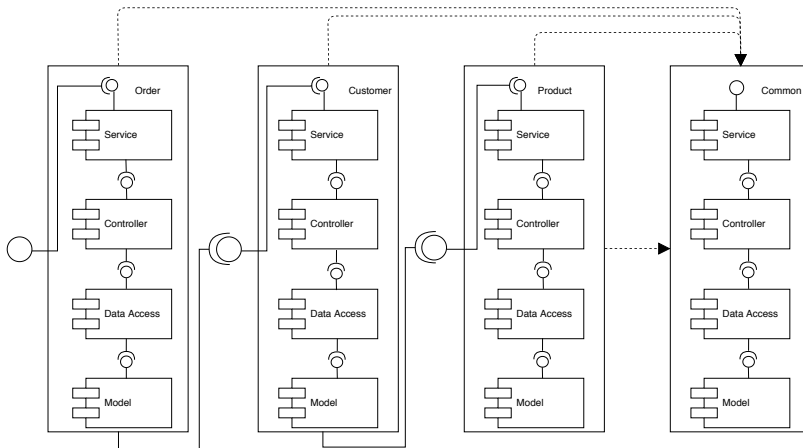 Order
Customer
Product
Common
Service
Service
Service
Service
Controller
Controller
Controller
Controller
Data Access
Data Access
Data Access
Data Access
Model
Model
Model
Model